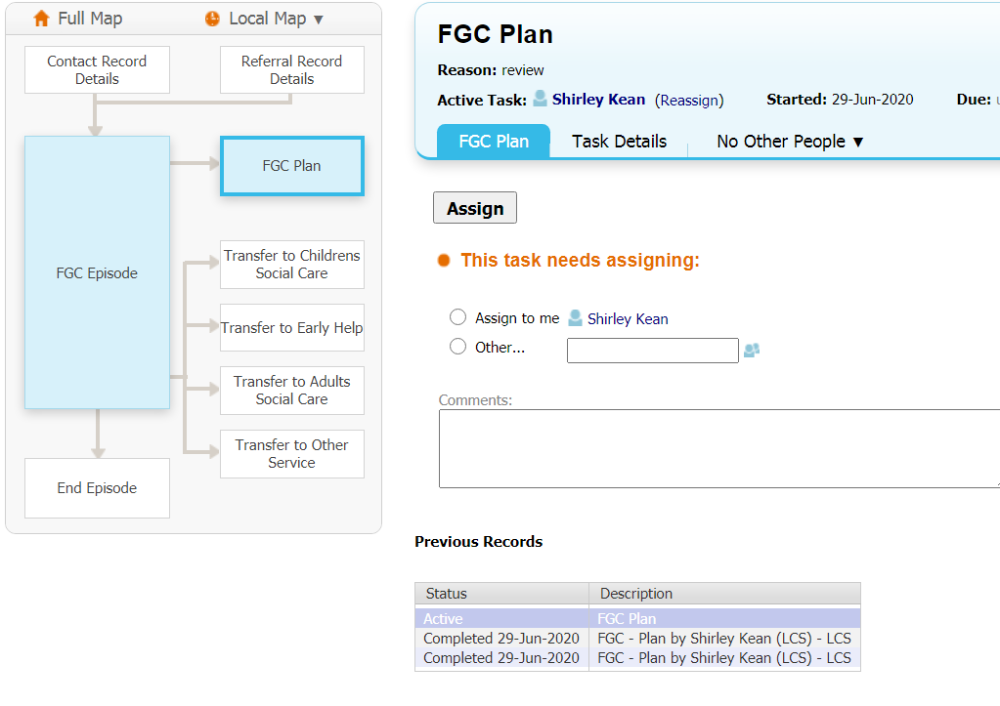 Full Map
Local Map ▼
Contact Record
Details
Referral Record
Details
FGC Episode
FGC Plan
Transfer to Childrens
Social Care
Transfer to Early Help
Transfer to Adults
Social Care
Transfer to Other
Service
End Episode
FGC Plan
Reason: review
Active Task: Shirley Kean (Reassign) Started: 29-Jun-2020 Due:
FGC Plan Task Details No Other People ▼
Assign
This task needs assigning:
Assign to me Shirley Kean
Other...
Comments:
Previous Records
Status Description
Active FGC Plan
Completed 29-Jun-2020 FGC - Plan by Shirley Kean (LCS) - LCS
Completed 29-Jun-2020 FGC - Plan by Shirley Kean (LCS) - LCS